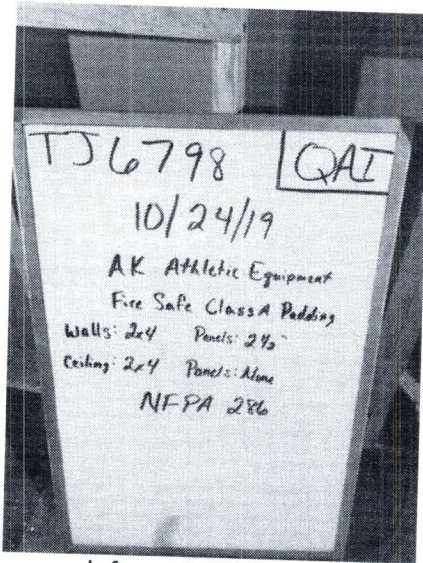 TJ6798 QAI
10/24/19
AK Athletic Equipment
Fire Safe Class A Padding
Walls: 2x4 Panels: 2½"
Ceiling: 2x4 Panels: None
NFPA 286